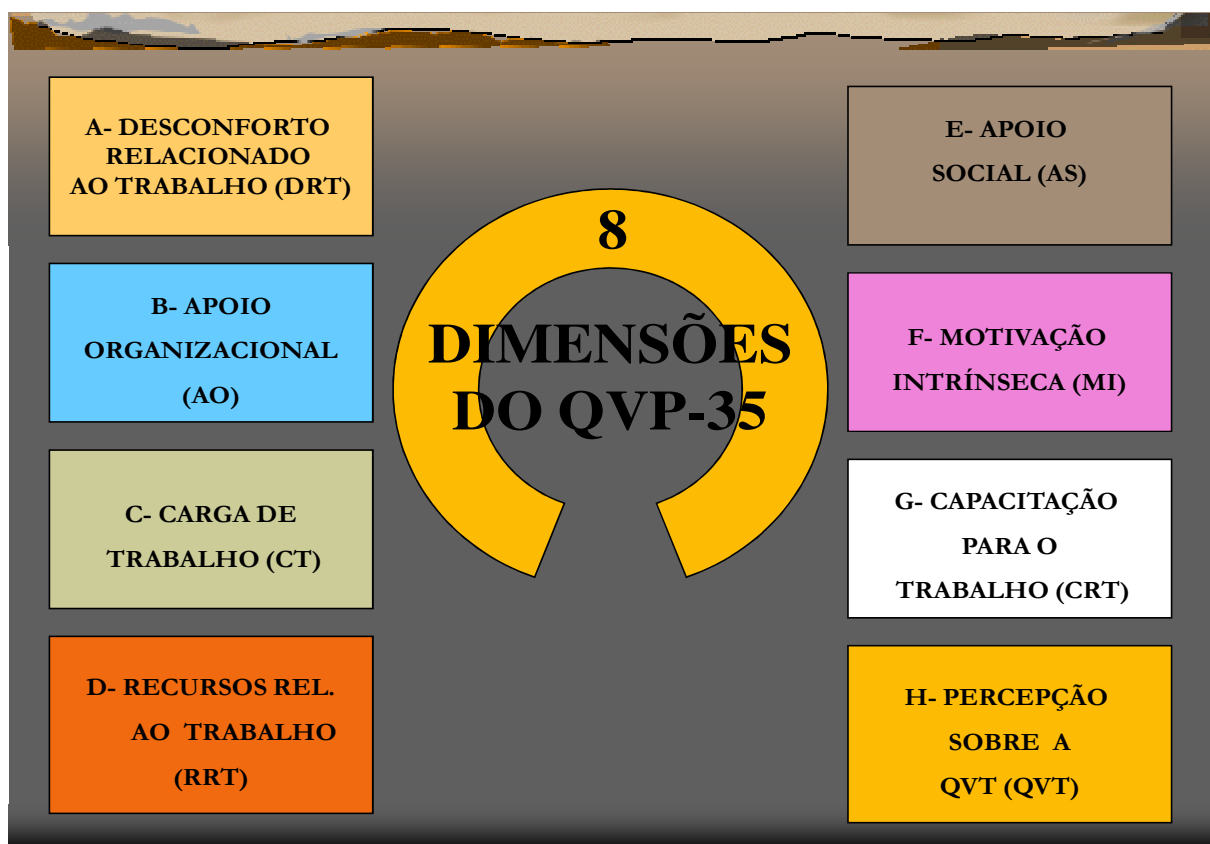 A- DESCONFORTO
RELACIONADO
AO TRABALHO (DRT)
B- APOIO
ORGANIZACIONAL
(AO)
C- CARGA DE
TRABALHO (CT)
D- RECURSOS REL.
AO TRABALHO
(RRT)
8
DIMENSÕES
DO QVP-35
E- APOIO
SOCIAL (AS)
F- MOTIVAÇÃO
INTRÍNSECA (MI)
G- CAPACITAÇÃO
PARA O
TRABALHO (CRT)
H- PERCEPÇÃO
SOBRE A
QVT (QVT)